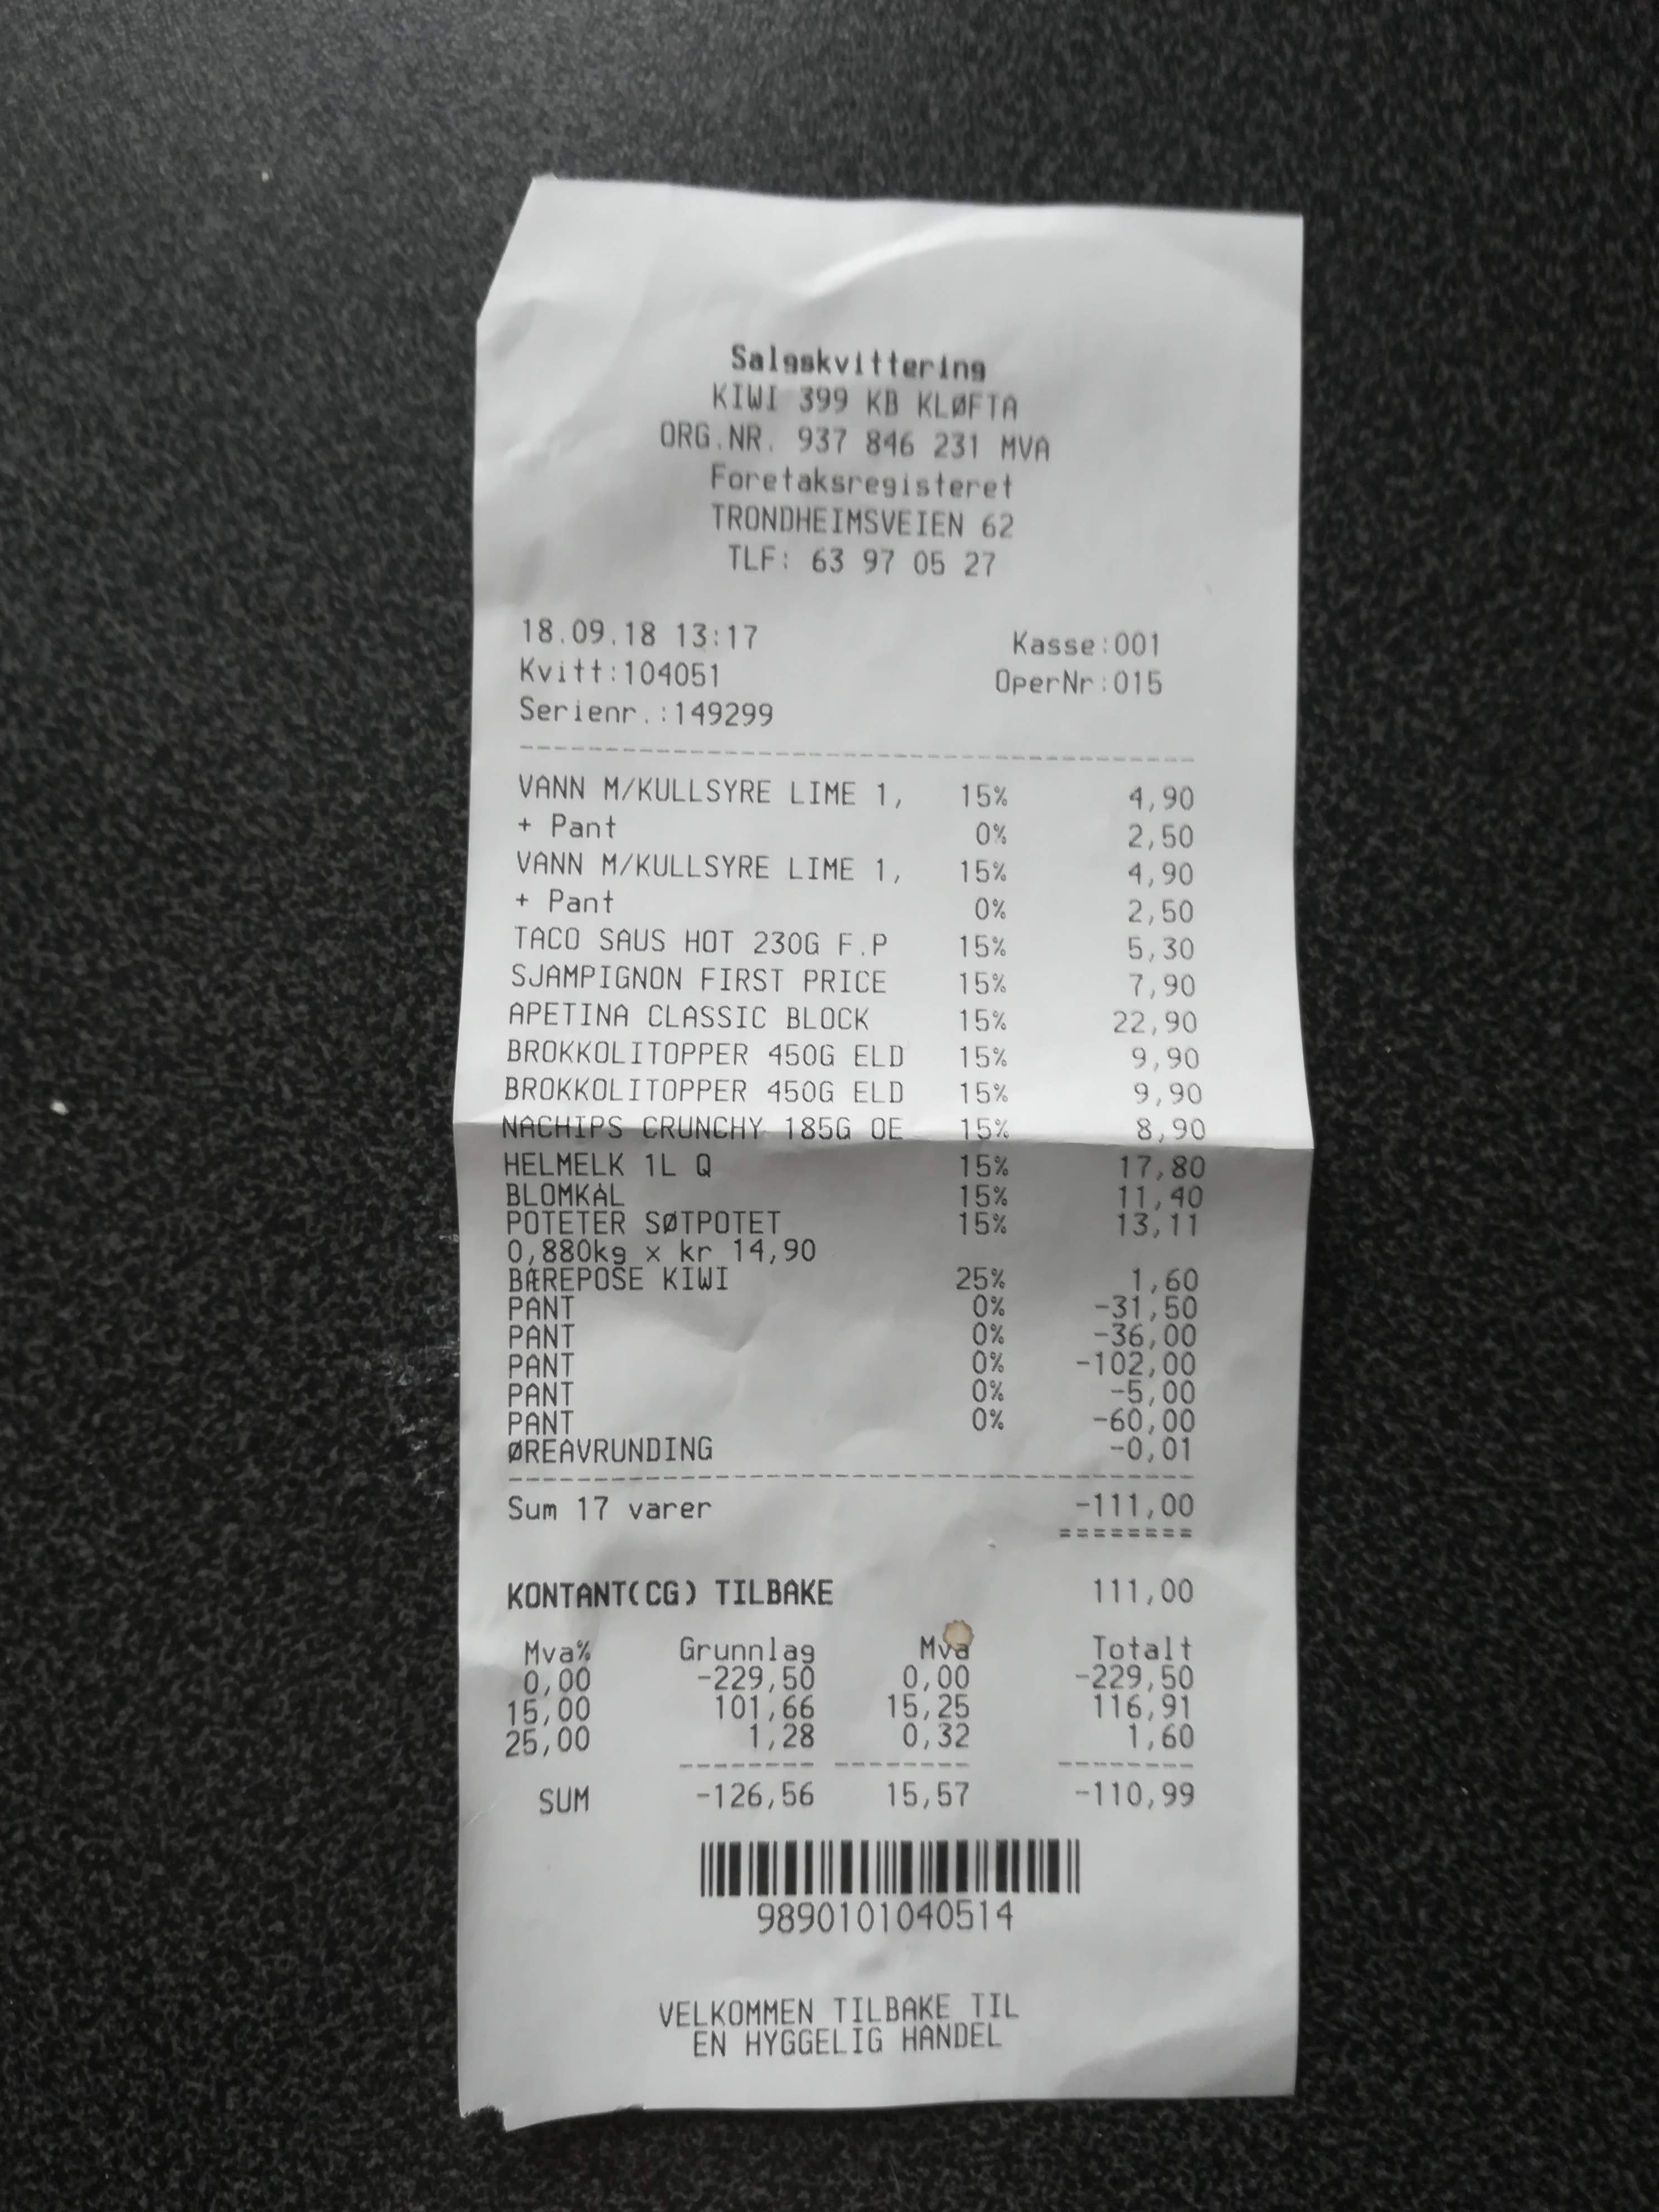 Salgskvittering
KIWI 399 KB KLØFTA
ORG.NR. 937 846 231 MVA
Foretaksregisteret
TRONDHEIMSVEIEN 62
TLF: 63 97 05 27
18.09.18 13:17 Kasse:001
Kvitt:104051 OperNr:015
Serienr.:149299
VANN M/KULLSYRE LIME 1, 15% 4,90
+ Pant 0% 2,50
VANN M/KULLSYRE LIME 1, 15% 4,90
+ Pant 0% 2,50
TACO SAUS HOT 230G F.P 15% 5,30
SJAMPIGNON FIRST PRICE 15% 7,90
APETINA CLASSIC BLOCK 15% 22,90
BROKKOLITOPPER 450G ELD 15% 9,90
BROKKOLITOPPER 450G ELD 15% 9,90
NACHIPS CRUNCHY 185G OE 15% 8,90
HELMELK 1L Q 15% 17,80
BLOMKÅL 15% 11,40
POTETER SØTPOTET 15% 13,11
0,880kg x kr 14,90
BÆREPOSE KIWI 25% 1,60
PANT 0% -31,50
PANT 0% -36,00
PANT 0% -102,00
PANT 0% -5,00
PANT 0% -60,00
ØREAVRUNDING -0,01
Sum 17 varer -111,00
========
KONTANT(CG) TILBAKE 111,00
Mva% Grunnlag Mva Totalt
0,00 -229,50 0,00 -229,50
15,00 101,66 15,25 116,91
25,00 1,28 0,32 1,60
SUM -126,56 15,57 -110,99
9890101040514
VELKOMMEN TILBAKE TIL
EN HYGGELIG HANDEL